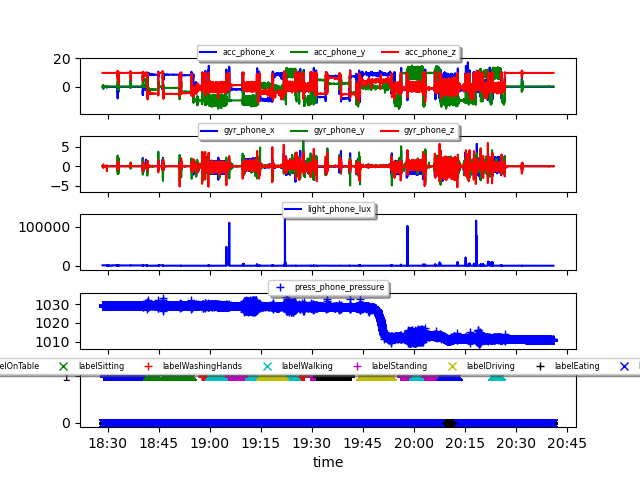 acc_phone_x acc_phone_y acc_phone_z
20
0
gyr_phone_x gyr_phone_y gyr_phone_z
5
0
−5
light_phone_lux
100000
0
press_phone_pressure
1030
1020
1010
elOnTable labelSitting labelWashingHands labelWalking labelStanding labelDriving labelEating
1
0
18:30 18:45 19:00 19:15 19:30 19:45 20:00 20:15 20:30 20:45
time